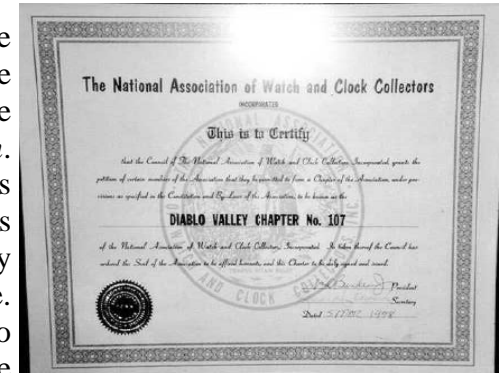 The National Association of Watch and Clock Collectors
INCORPORATED
This is to Certify
that the Council of The National Association of Watch and Clock Collectors, Incorporated, grants the
petition of certain members of the Association that they be permitted to form a Chapter of the Association, under pro-
visions as specified in the Constitution and By-Laws of the Association, to be known as the
DIABLO VALLEY CHAPTER No. 107
of the National Association of Watch and Clock Collectors, Incorporated. In token thereof the Council has
ordered the Seal of the Association to be affixed hereunto and this Charter to be duly signed and issued.
President
Secretary
Dated
NATIONAL ASSOCIATION
CLOCK
e
e
e
.
s
s
y
e.
o
e